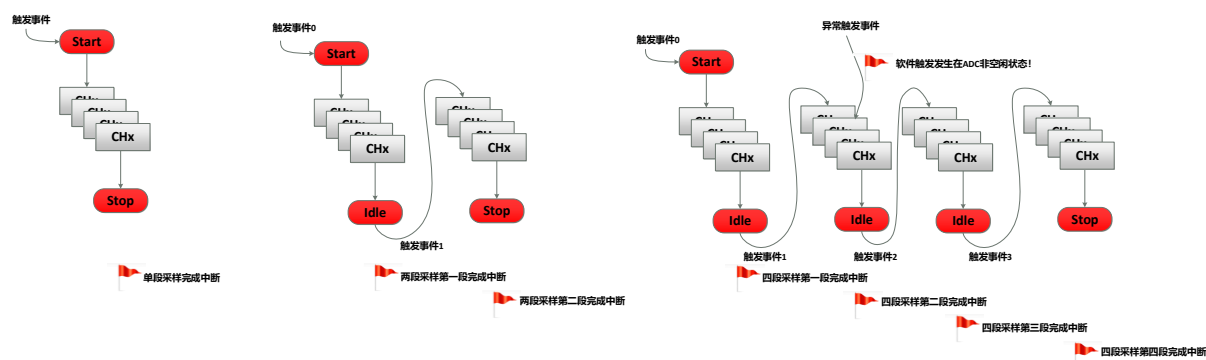 触发事件
Start
CHx
CHx
Stop
单段采样完成中断
触发事件0
Start
CHx
CHx
Idle
Stop
触发事件1
两段采样第一段完成中断
两段采样第二段完成中断
异常触发事件
触发事件0
软件触发发生在ADC非空闲状态！
Start
CHx
CHx
CHx
CHx
Idle
Idle
Idle
Stop
触发事件1
触发事件2
触发事件3
四段采样第一段完成中断
四段采样第二段完成中断
四段采样第三段完成中断
四段采样第四段完成中断